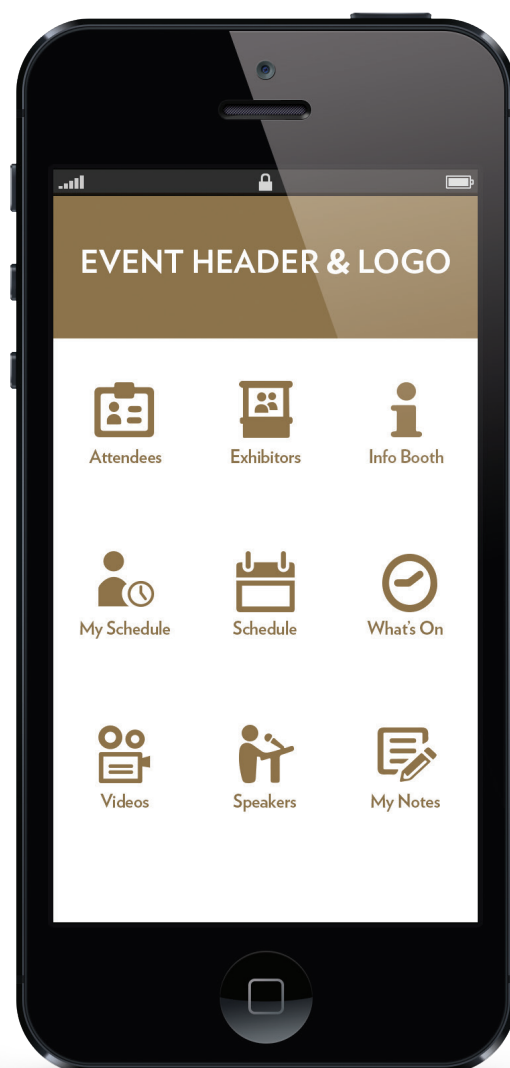 EVENT HEADER & LOGO
Attendees
Exhibitors
Info Booth
My Schedule
Schedule
What's On
Videos
Speakers
My Notes